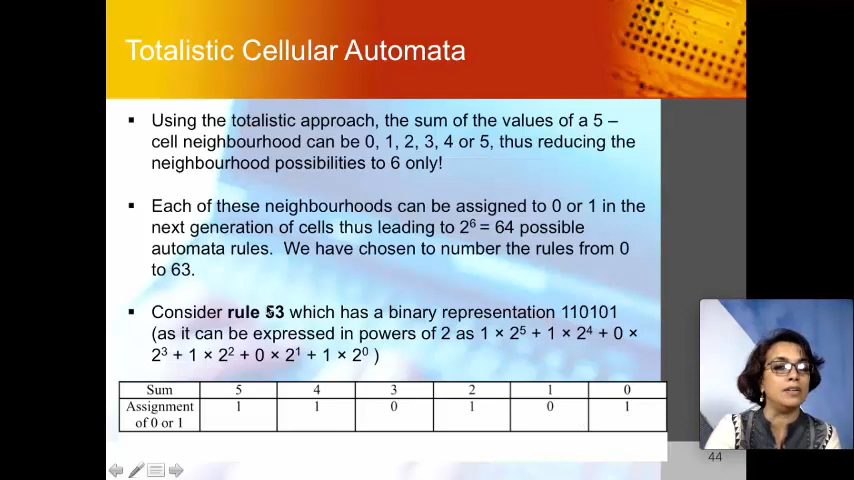 Totalistic Cellular Automata
▪ Using the totalistic approach, the sum of the values of a 5 –
cell neighbourhood can be 0, 1, 2, 3, 4 or 5, thus reducing the
neighbourhood possibilities to 6 only!
▪ Each of these neighbourhoods can be assigned to 0 or 1 in the
next generation of cells thus leading to 2⁶ = 64 possible
automata rules. We have chosen to number the rules from 0
to 63.
▪ Consider rule 53 which has a binary representation 110101
(as it can be expressed in powers of 2 as 1 × 2⁵ + 1 × 2⁴ + 0 ×
2³ + 1 × 2² + 0 × 2¹ + 1 × 2⁰ )
Sum 5 4 3 2 1 0
Assignment 1 1 0 1 0 1
of 0 or 1
44